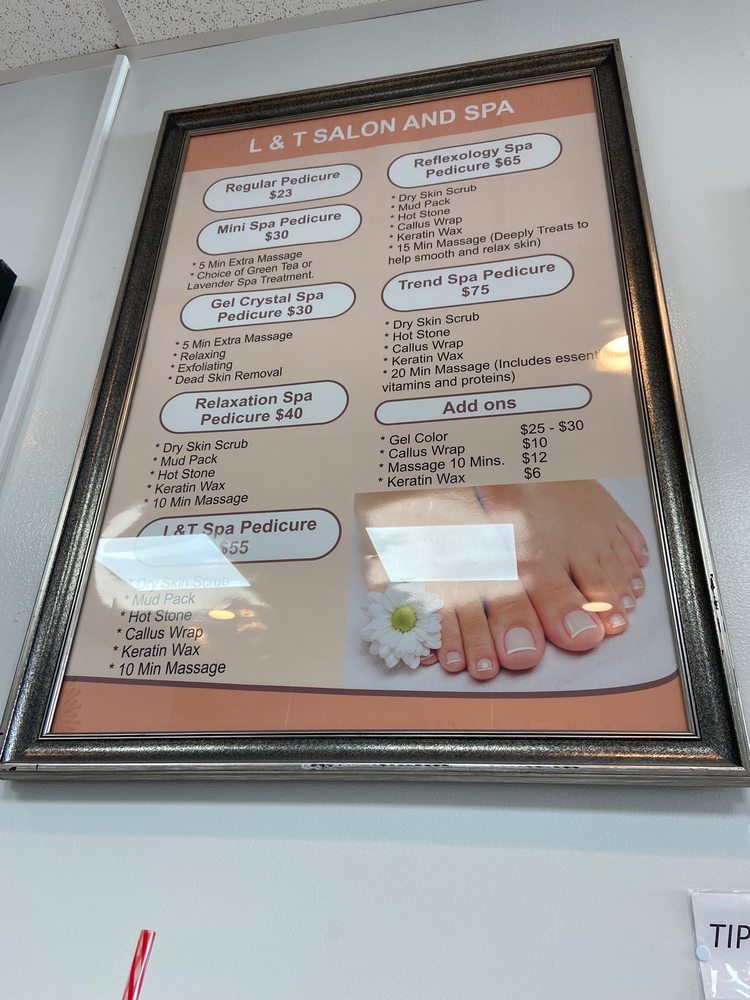 L & T SALON AND SPA
Regular Pedicure
$23
Mini Spa Pedicure
$30
* 5 Min Extra Massage
* Choice of Green Tea or
Lavender Spa Treatment.
Gel Crystal Spa
Pedicure $30
* 5 Min Extra Massage
* Relaxing
* Exfoliating
* Dead Skin Removal
Relaxation Spa
Pedicure $40
* Dry Skin Scrub
* Mud Pack
* Hot Stone
* Keratin Wax
* 10 Min Massage
L&T Spa Pedicure
$55
* Dry Skin Scrub
* Mud Pack
* Hot Stone
* Callus Wrap
* Keratin Wax
* 10 Min Massage
Reflexology Spa
Pedicure $65
* Dry Skin Scrub
* Mud Pack
* Hot Stone
* Callus Wrap
* Keratin Wax
* 15 Min Massage (Deeply Treats to
help smooth and relax skin)
Trend Spa Pedicure
$75
* Dry Skin Scrub
* Hot Stone
* Callus Wrap
* Keratin Wax
* 20 Min Massage (Includes essential
vitamins and proteins)
Add ons
* Gel Color $25 - $30
* Callus Wrap $10
* Massage 10 Mins. $12
* Keratin Wax $6
TIP